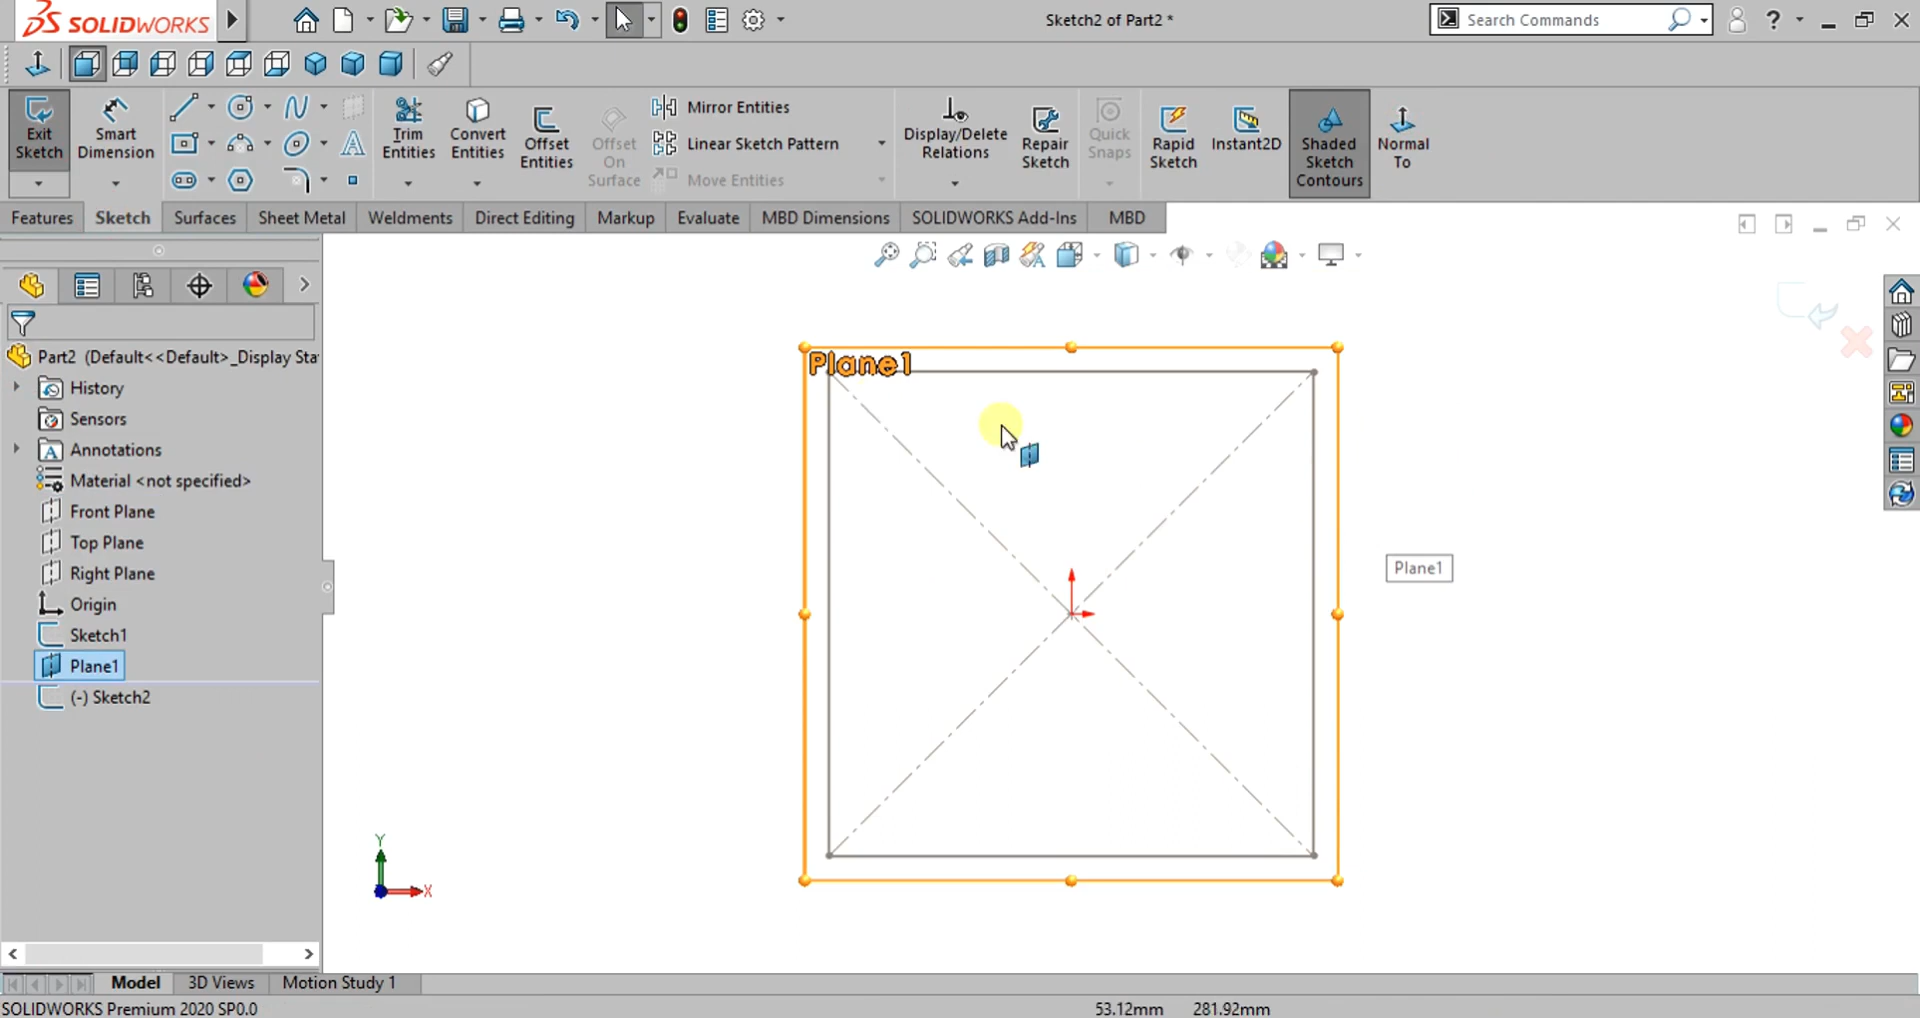 SOLIDWORKS
Sketch2 of Part2 *
Search Commands
?
Exit Sketch
Smart Dimension
Trim Entities
Convert Entities
Offset Entities
Offset On Surface
Mirror Entities
Linear Sketch Pattern
Move Entities
Display/Delete Relations
Repair Sketch
Quick Snaps
Rapid Sketch
Instant2D
Shaded Sketch Contours
Normal To
Features
Sketch
Surfaces
Sheet Metal
Weldments
Direct Editing
Markup
Evaluate
MBD Dimensions
SOLIDWORKS Add-Ins
MBD
Part2 (Default<<Default>_Display Sta
History
Sensors
Annotations
Material <not specified>
Front Plane
Top Plane
Right Plane
Origin
Sketch1
Plane1
(-) Sketch2
Plane1
Plane1
Y
X
Model
3D Views
Motion Study 1
SOLIDWORKS Premium 2020 SP0.0
53.12mm
281.92mm